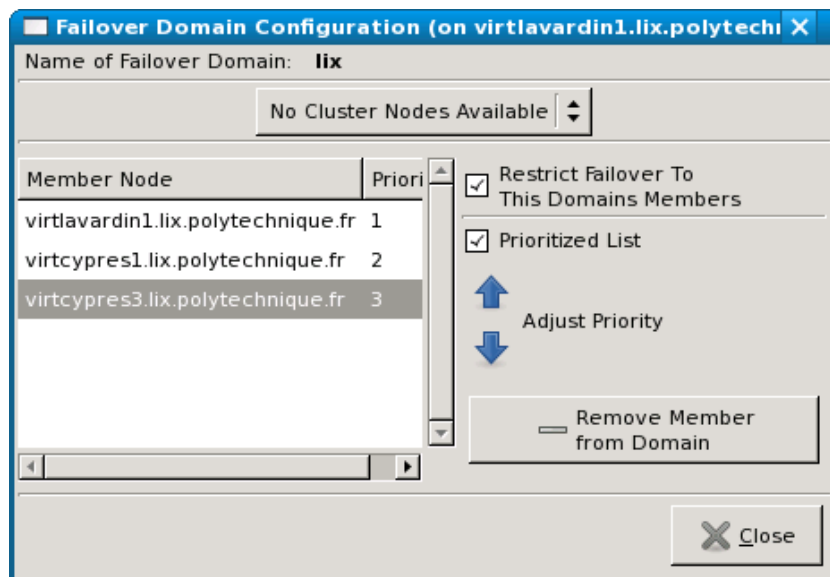 Failover Domain Configuration (on virtlavardin1.lix.polytechn
Name of Failover Domain: lix
No Cluster Nodes Available
Member Node Priori
virtlavardin1.lix.polytechnique.fr 1
virtcypres1.lix.polytechnique.fr 2
virtcypres3.lix.polytechnique.fr 3
Restrict Failover To
This Domains Members
Prioritized List
Adjust Priority
Remove Member
from Domain
Close